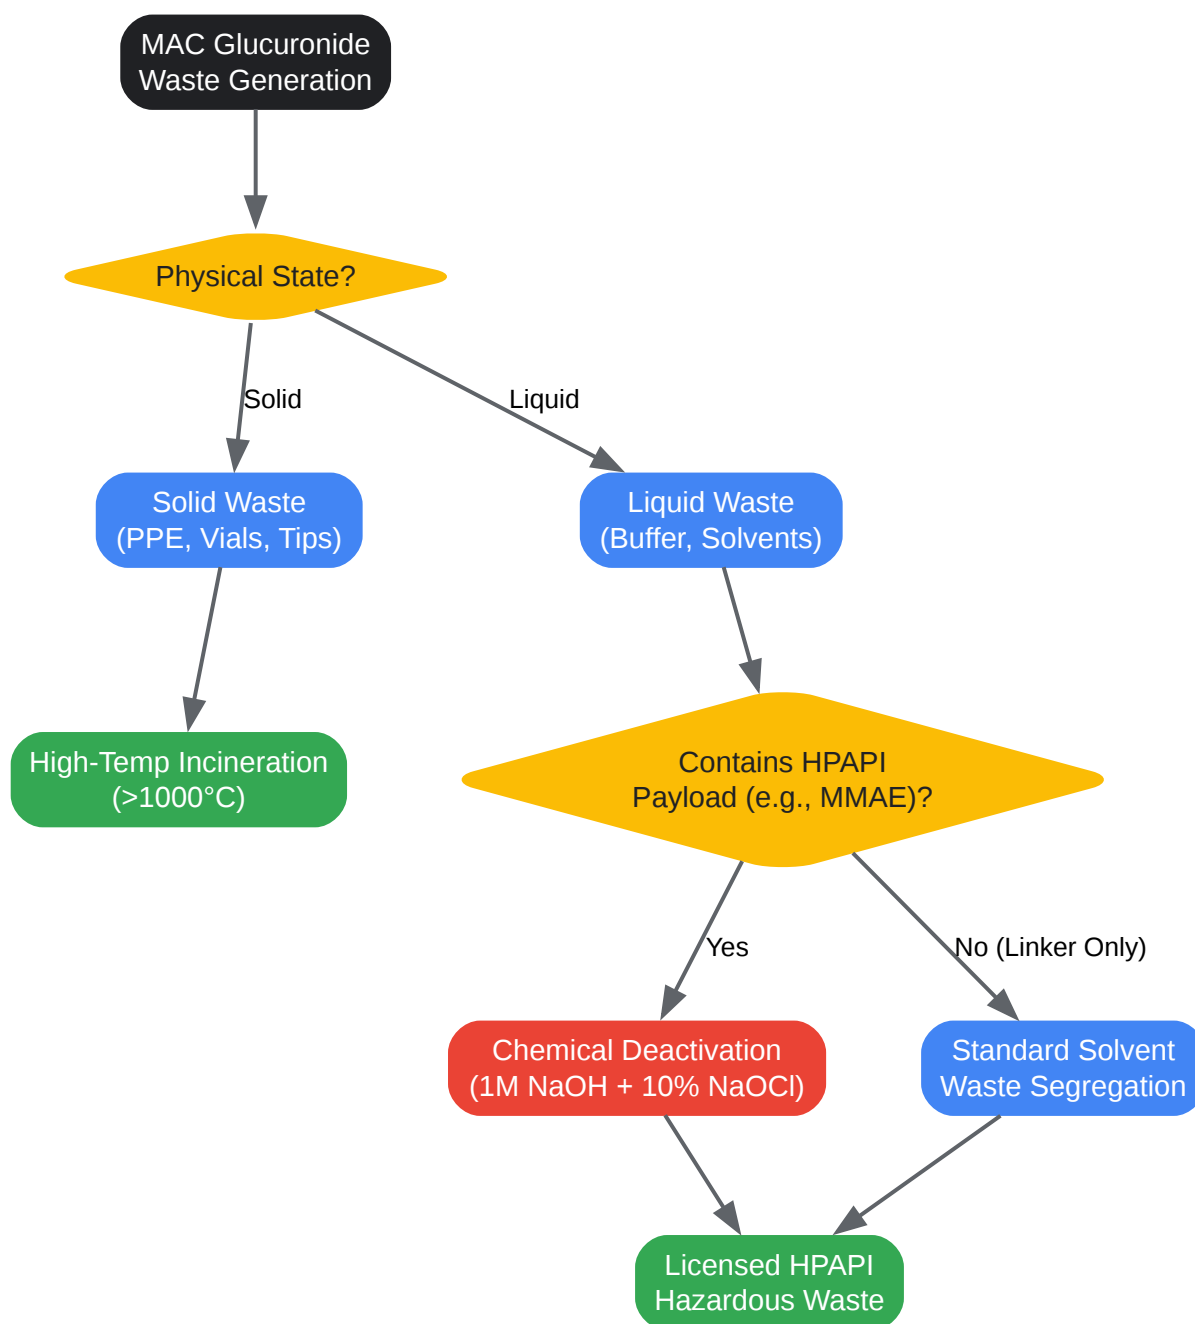 MAC Glucuronide
Waste Generation
Physical State?
Solid
Liquid
Solid Waste
(PPE, Vials, Tips)
Liquid Waste
(Buffer, Solvents)
High-Temp Incineration
(>1000°C)
Contains HPAPI
Payload (e.g., MMAE)?
Yes
No (Linker Only)
Chemical Deactivation
(1M NaOH + 10% NaOCl)
Standard Solvent
Waste Segregation
Licensed HPAPI
Hazardous Waste